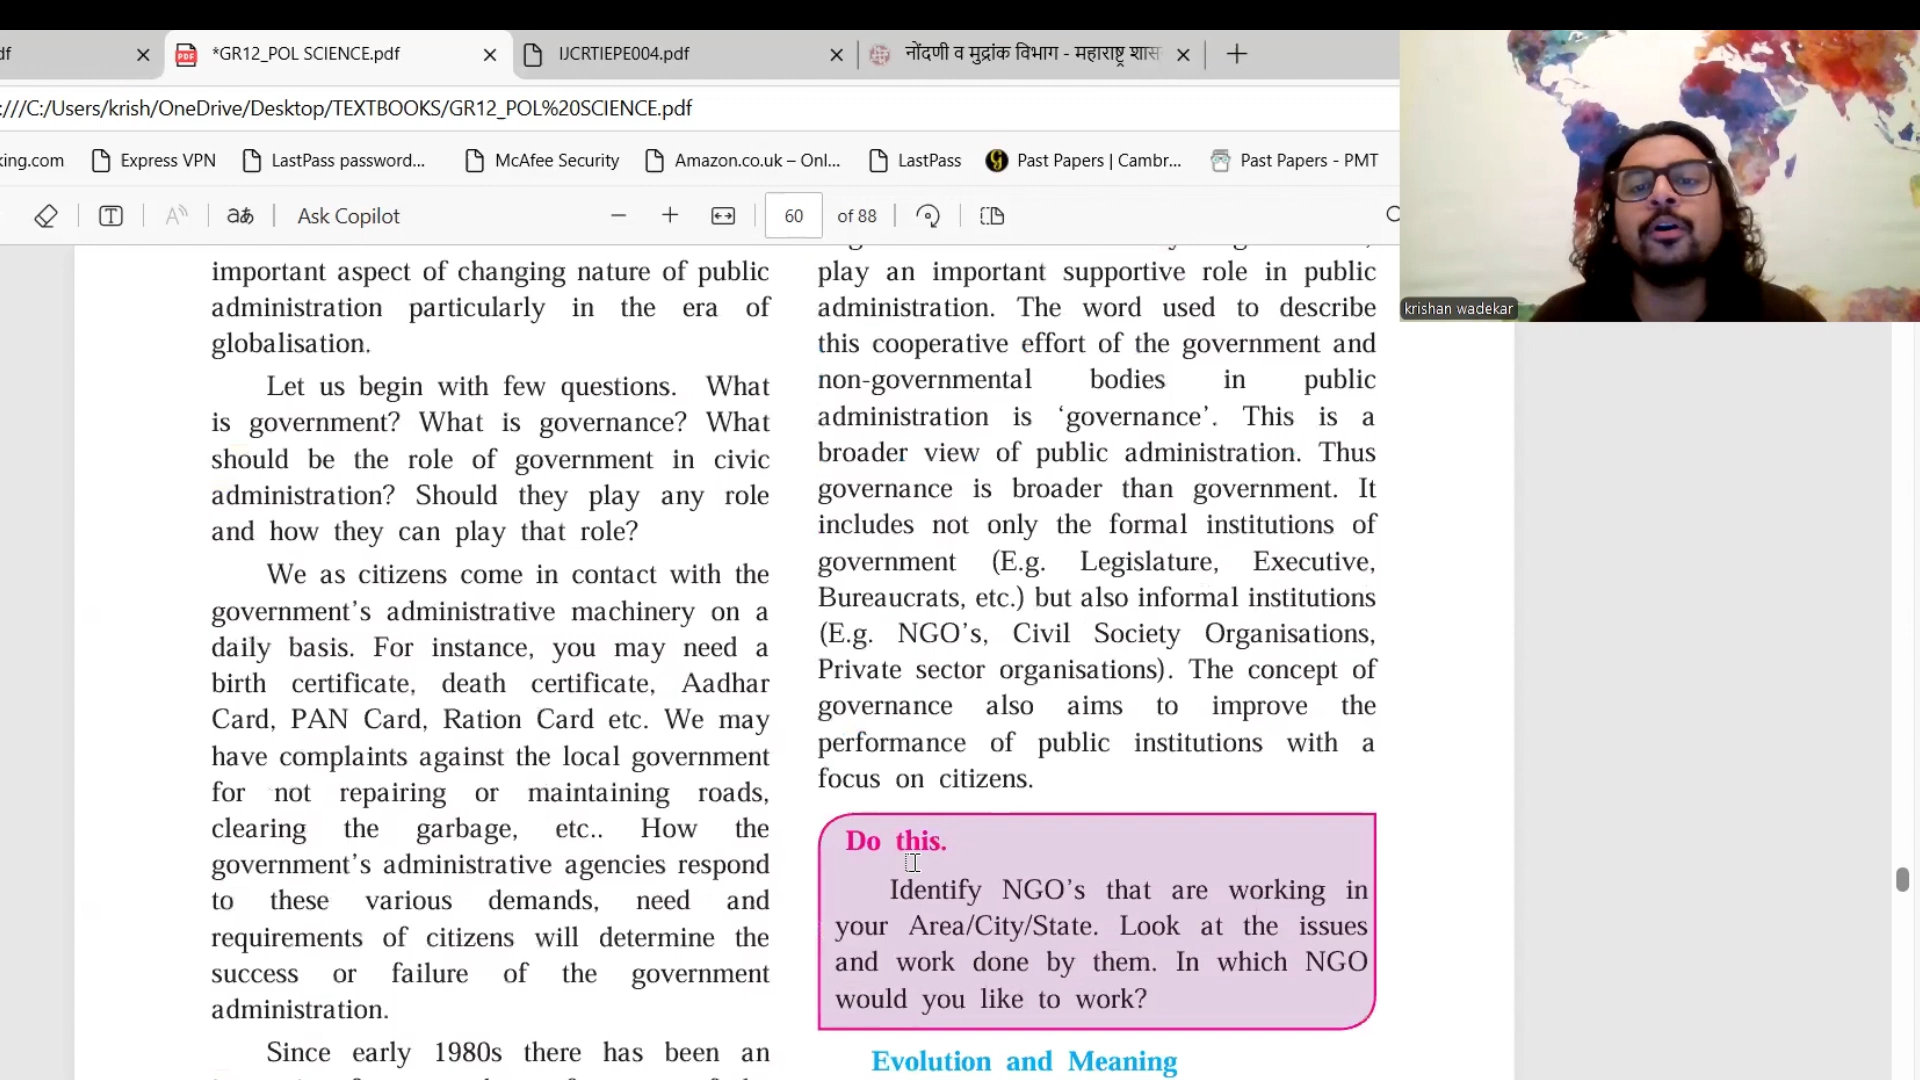 df
*GR12_POL SCIENCE.pdf
IJCRTIEPE004.pdf
नोंदणी व मुद्रांक विभाग - महाराष्ट्र शास
:///C:/Users/krish/OneDrive/Desktop/TEXTBOOKS/GR12_POL%20SCIENCE.pdf
king.com
Express VPN
LastPass password...
McAfee Security
Amazon.co.uk – Onl...
LastPass
Past Papers | Cambr...
Past Papers - PMT
Ask Copilot
60 of 88
krishan wadekar
important aspect of changing nature of public
administration particularly in the era of
globalisation.
Let us begin with few questions. What
is government? What is governance? What
should be the role of government in civic
administration? Should they play any role
and how they can play that role?
We as citizens come in contact with the
government's administrative machinery on a
daily basis. For instance, you may need a
birth certificate, death certificate, Aadhar
Card, PAN Card, Ration Card etc. We may
have complaints against the local government
for not repairing or maintaining roads,
clearing the garbage, etc.. How the
government's administrative agencies respond
to these various demands, need and
requirements of citizens will determine the
success or failure of the government
administration.
Since early 1980s there has been an
play an important supportive role in public
administration. The word used to describe
this cooperative effort of the government and
non-governmental bodies in public
administration is ‘governance’. This is a
broader view of public administration. Thus
governance is broader than government. It
includes not only the formal institutions of
government (E.g. Legislature, Executive,
Bureaucrats, etc.) but also informal institutions
(E.g. NGO’s, Civil Society Organisations,
Private sector organisations). The concept of
governance also aims to improve the
performance of public institutions with a
focus on citizens.
Do this.
Identify NGO’s that are working in
your Area/City/State. Look at the issues
and work done by them. In which NGO
would you like to work?
Evolution and Meaning